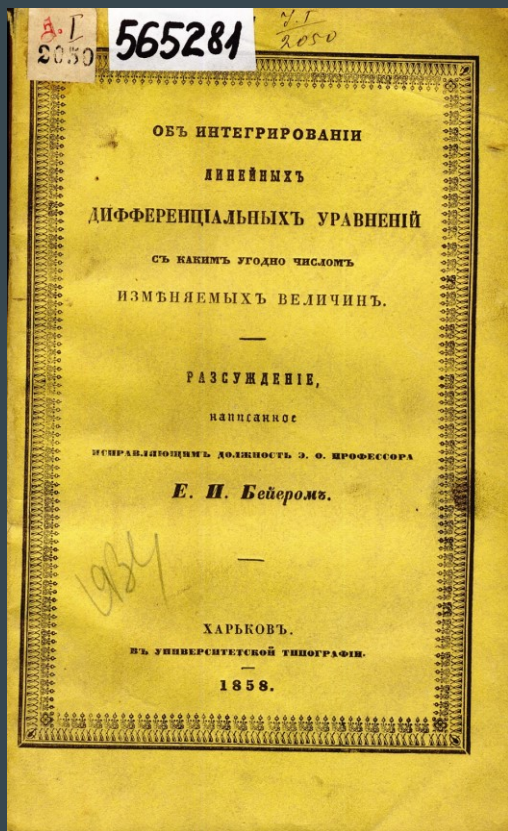 Д. I
2050
565281
У.I
2050
ОБЪ ИНТЕГРИРОВАНІИ
ЛИНЕЙНЫХЪ
ДИФФЕРЕНЦІАЛЬНЫХЪ УРАВНЕНІЙ
СЪ КАКИМЪ УГОДНО ЧИСЛОМЪ
ИЗМѢНЯЕМЫХЪ ВЕЛИЧИНЪ.
РАЗСУЖДЕНІЕ,
написанное
ИСПРАВЛЯЮЩИМЪ ДОЛЖНОСТЬ Э. О. ПРОФЕССОРА
Е. И. Бейеромъ.
ХАРЬКОВЪ.
ВЪ УНИВЕРСИТЕТСКОЙ ТИПОГРАФІИ.
1858.